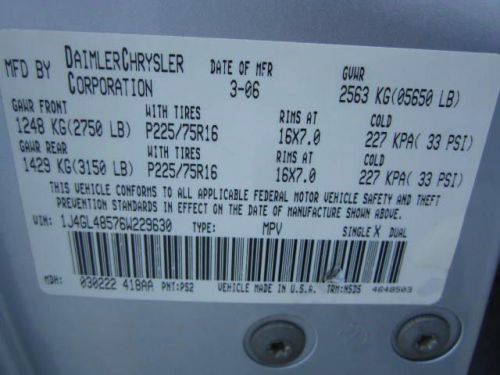 MFD BY DAIMLERCHRYSLER CORPORATION DATE OF MFR 3-06 GVWR 2563 KG(05650 LB)
GAWR FRONT WITH TIRES RIMS AT COLD
1248 KG(2750 LB) P225/75R16 16X7.0 227 KPA( 33 PSI)
GAWR REAR WITH TIRES RIMS AT COLD
1429 KG(3150 LB) P225/75R16 16X7.0 227 KPA( 33 PSI)
THIS VEHICLE CONFORMS TO ALL APPLICABLE FEDERAL MOTOR VEHICLE SAFETY AND THEFT
PREVENTION STANDARDS IN EFFECT ON THE DATE OF MANUFACTURE SHOWN ABOVE.
VIN: 1J4GL48576W229630 TYPE: MPV SINGLE X DUAL
MDH: 030222 418AA PNT:PS2 VEHICLE MADE IN U.S.A. TRM:N5J5 4648503